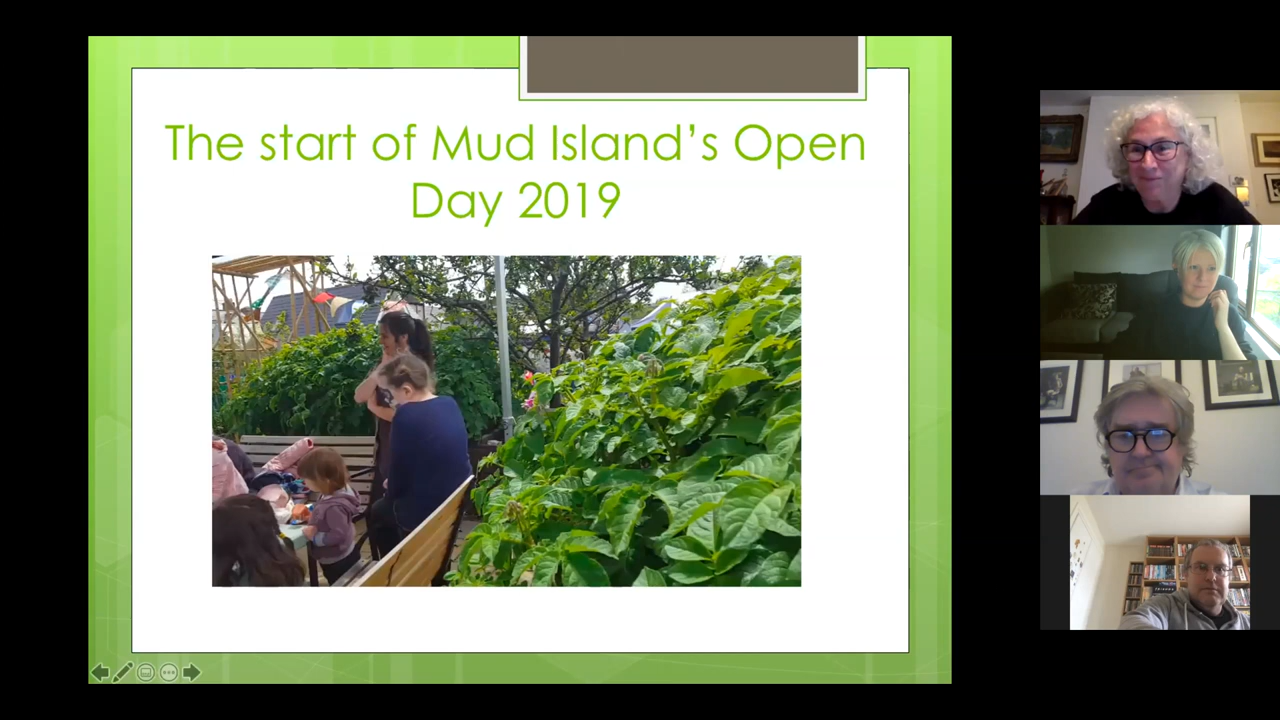 The start of Mud Island’s Open
Day 2019